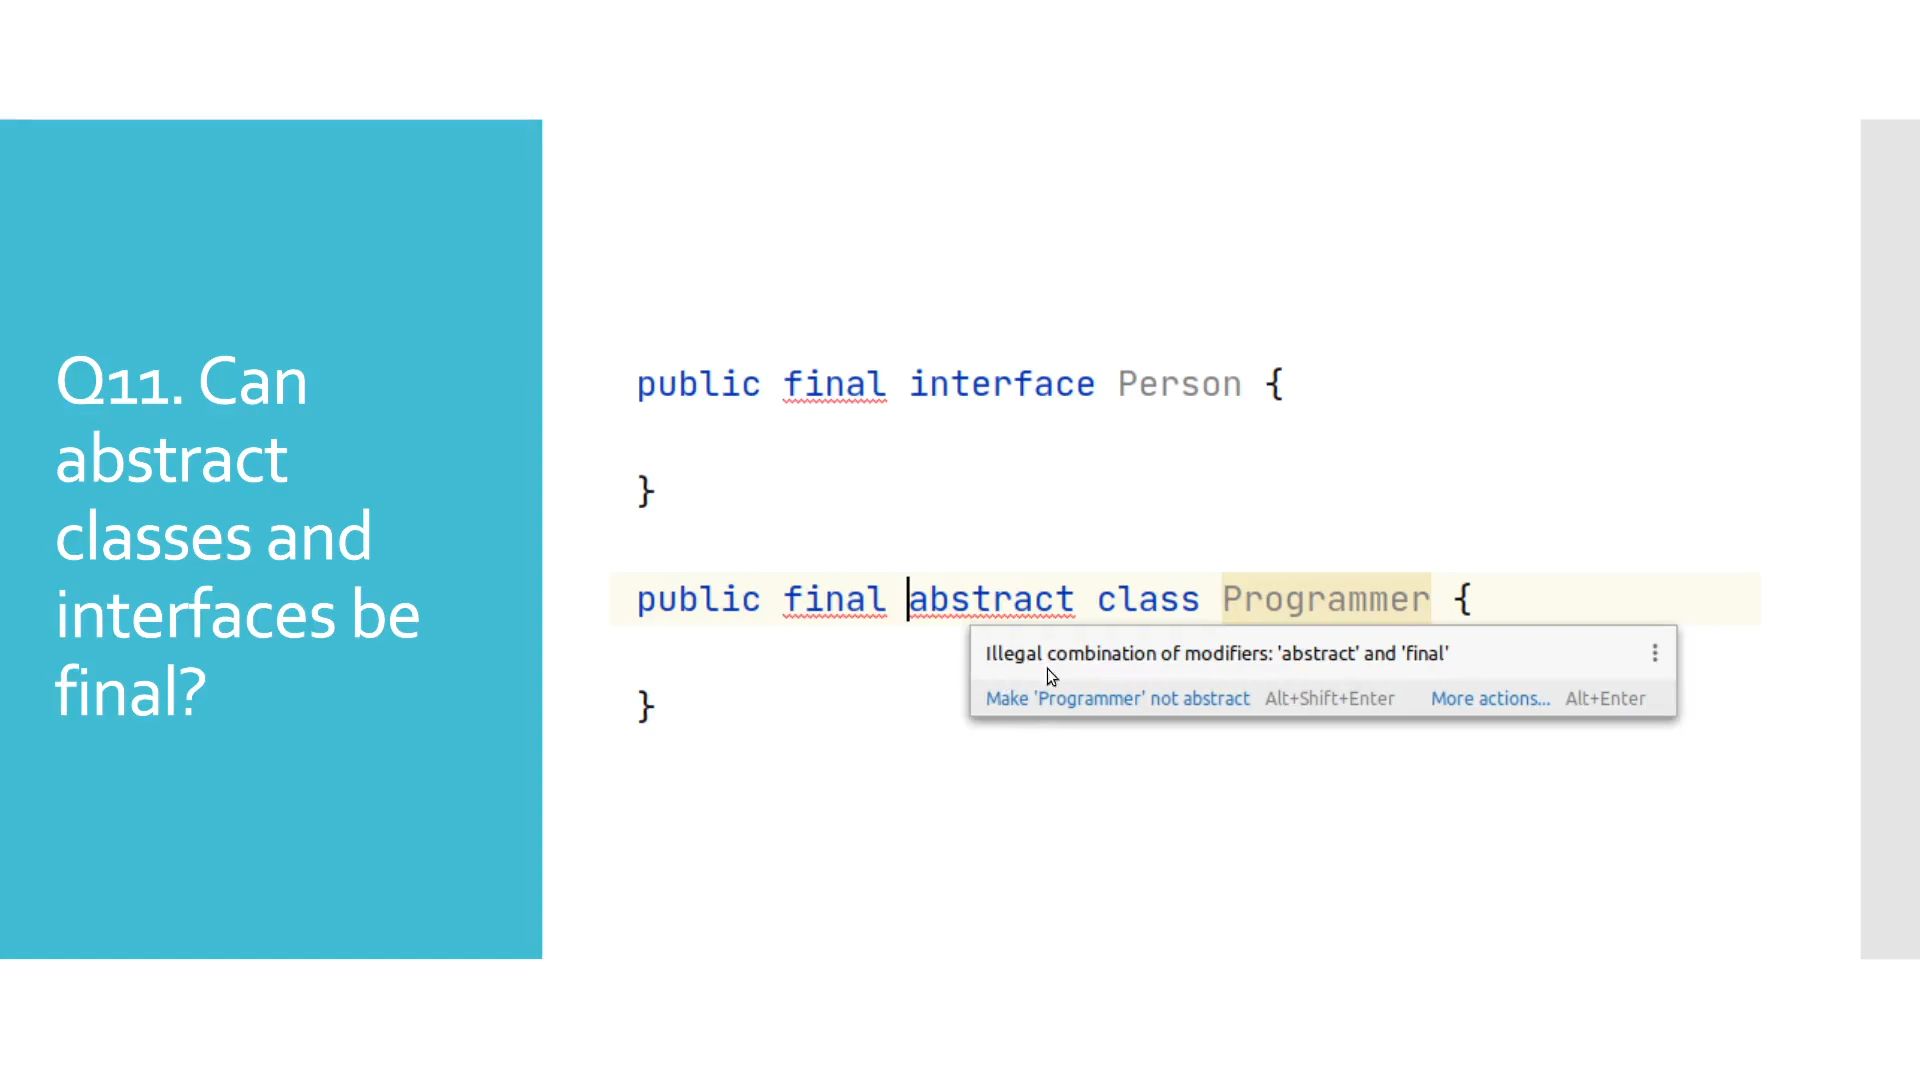 Q11. Can
abstract
classes and
interfaces be
final?
public final interface Person {
}
public final abstract class Programmer {
Illegal combination of modifiers: 'abstract' and 'final'
Make 'Programmer' not abstract Alt+Shift+Enter More actions... Alt+Enter
}